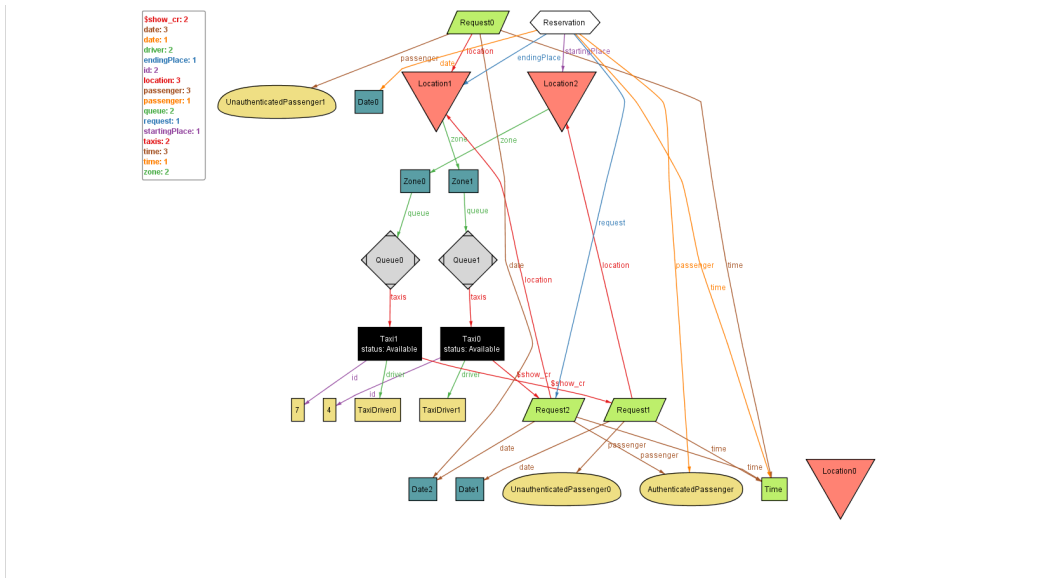 $show_cr: 2
date: 3
date: 1
driver: 2
endingPlace: 1
id: 2
location: 3
passenger: 3
passenger: 1
queue: 2
request: 1
startingPlace: 1
taxis: 2
time: 3
time: 1
zone: 2
Request0
Reservation
passenger
location
date
endingPlace
startingPlace
UnauthenticatedPassenger1
Date0
Location1
Location2
zone
zone
Zone0
Zone1
queue
queue
request
Queue0
Queue1
date
location
location
passenger
time
time
taxis
taxis
Taxi1
status: Available
Taxi0
status: Available
id
driver
id
driver
$show_cr
$show_cr
7
4
TaxiDriver0
TaxiDriver1
Request2
Request1
date
passenger
passenger
time
date
time
Date2
Date1
UnauthenticatedPassenger0
AuthenticatedPassenger
Time
Location0